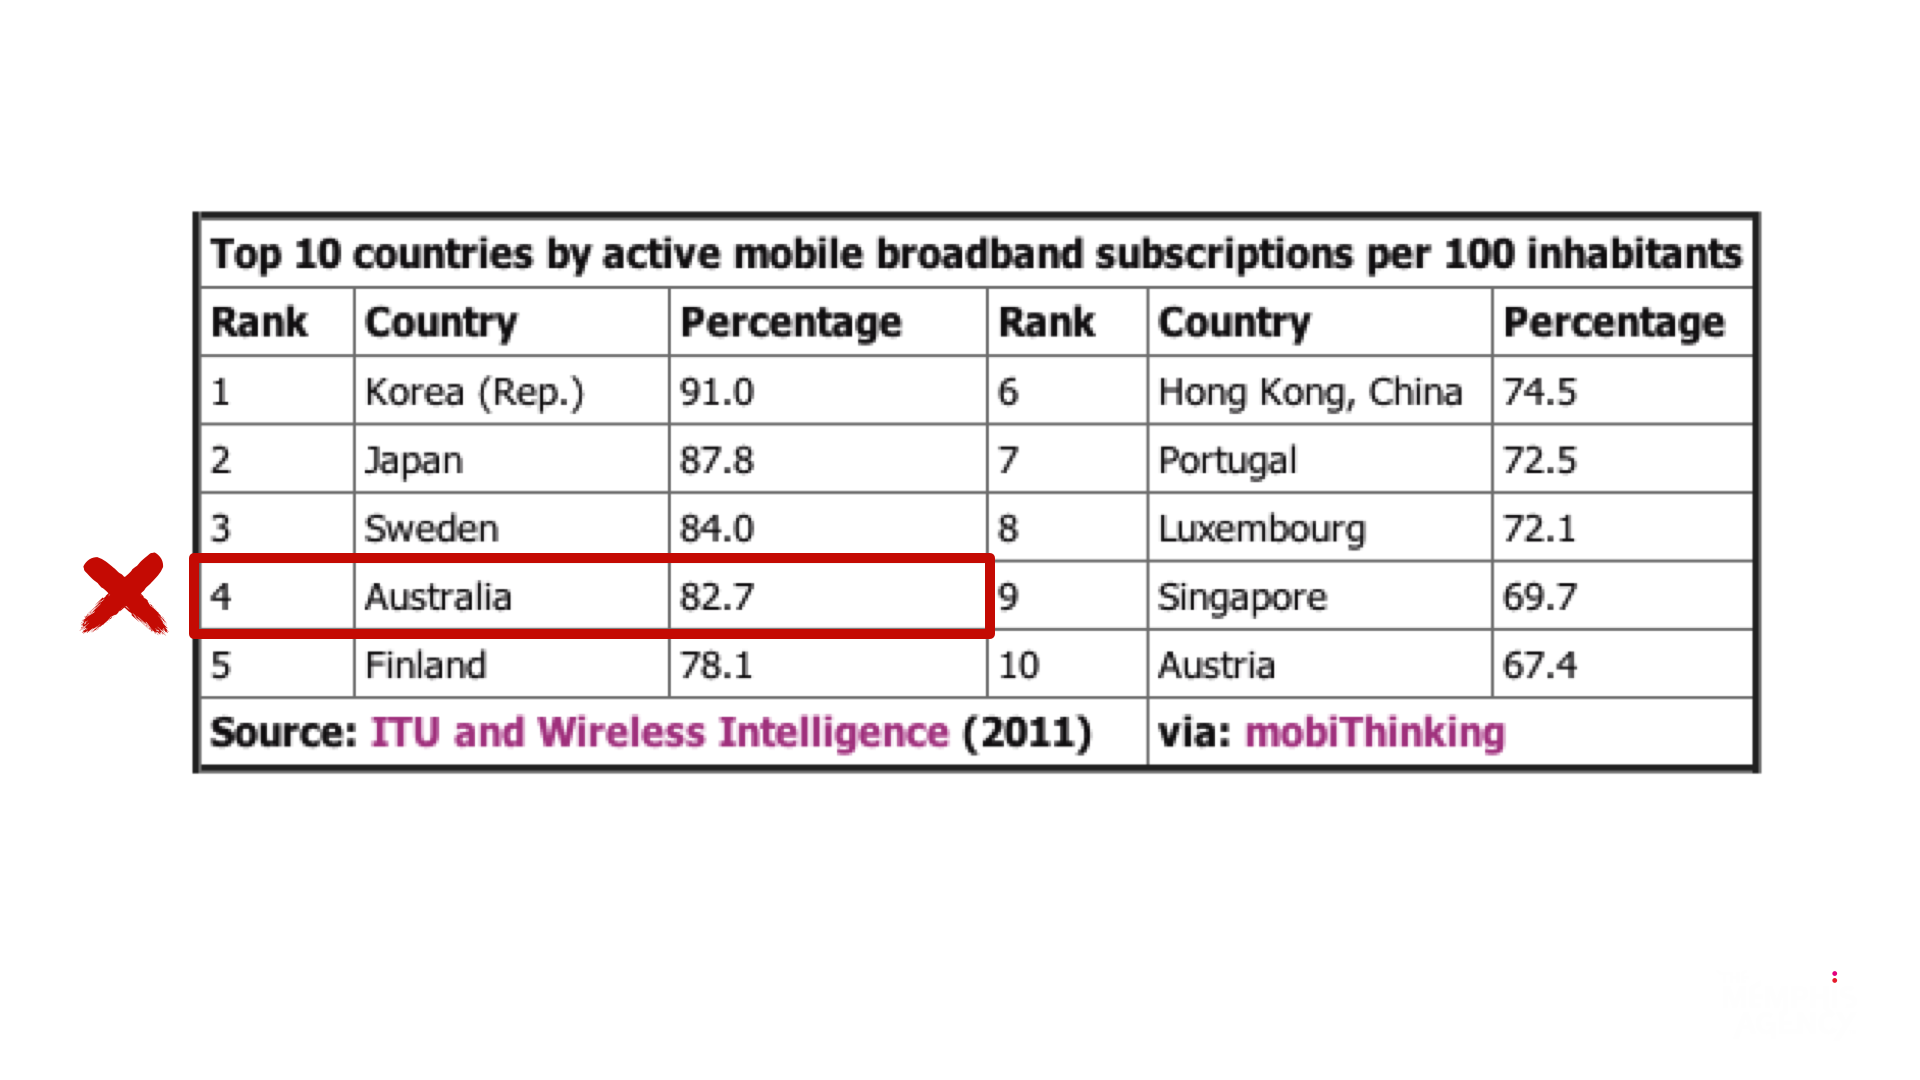 Top 10 countries by active mobile broadband subscriptions per 100 inhabitants
Rank Country Percentage Rank Country Percentage
1 Korea (Rep.) 91.0 6 Hong Kong, China 74.5
2 Japan 87.8 7 Portugal 72.5
3 Sweden 84.0 8 Luxembourg 72.1
4 Australia 82.7 9 Singapore 69.7
5 Finland 78.1 10 Austria 67.4
Source: ITU and Wireless Intelligence (2011) via: mobiThinking